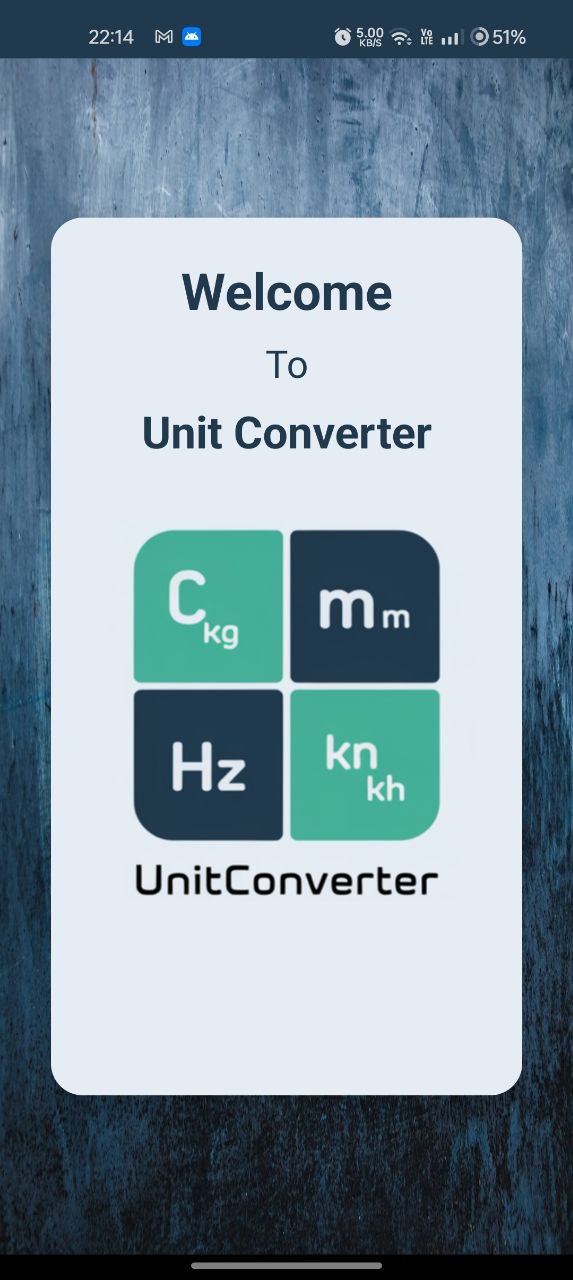 22:14 5.00 KB/S VO LTE 51%
Welcome
To
Unit Converter
C kg
m m
Hz
kn kh
UnitConverter